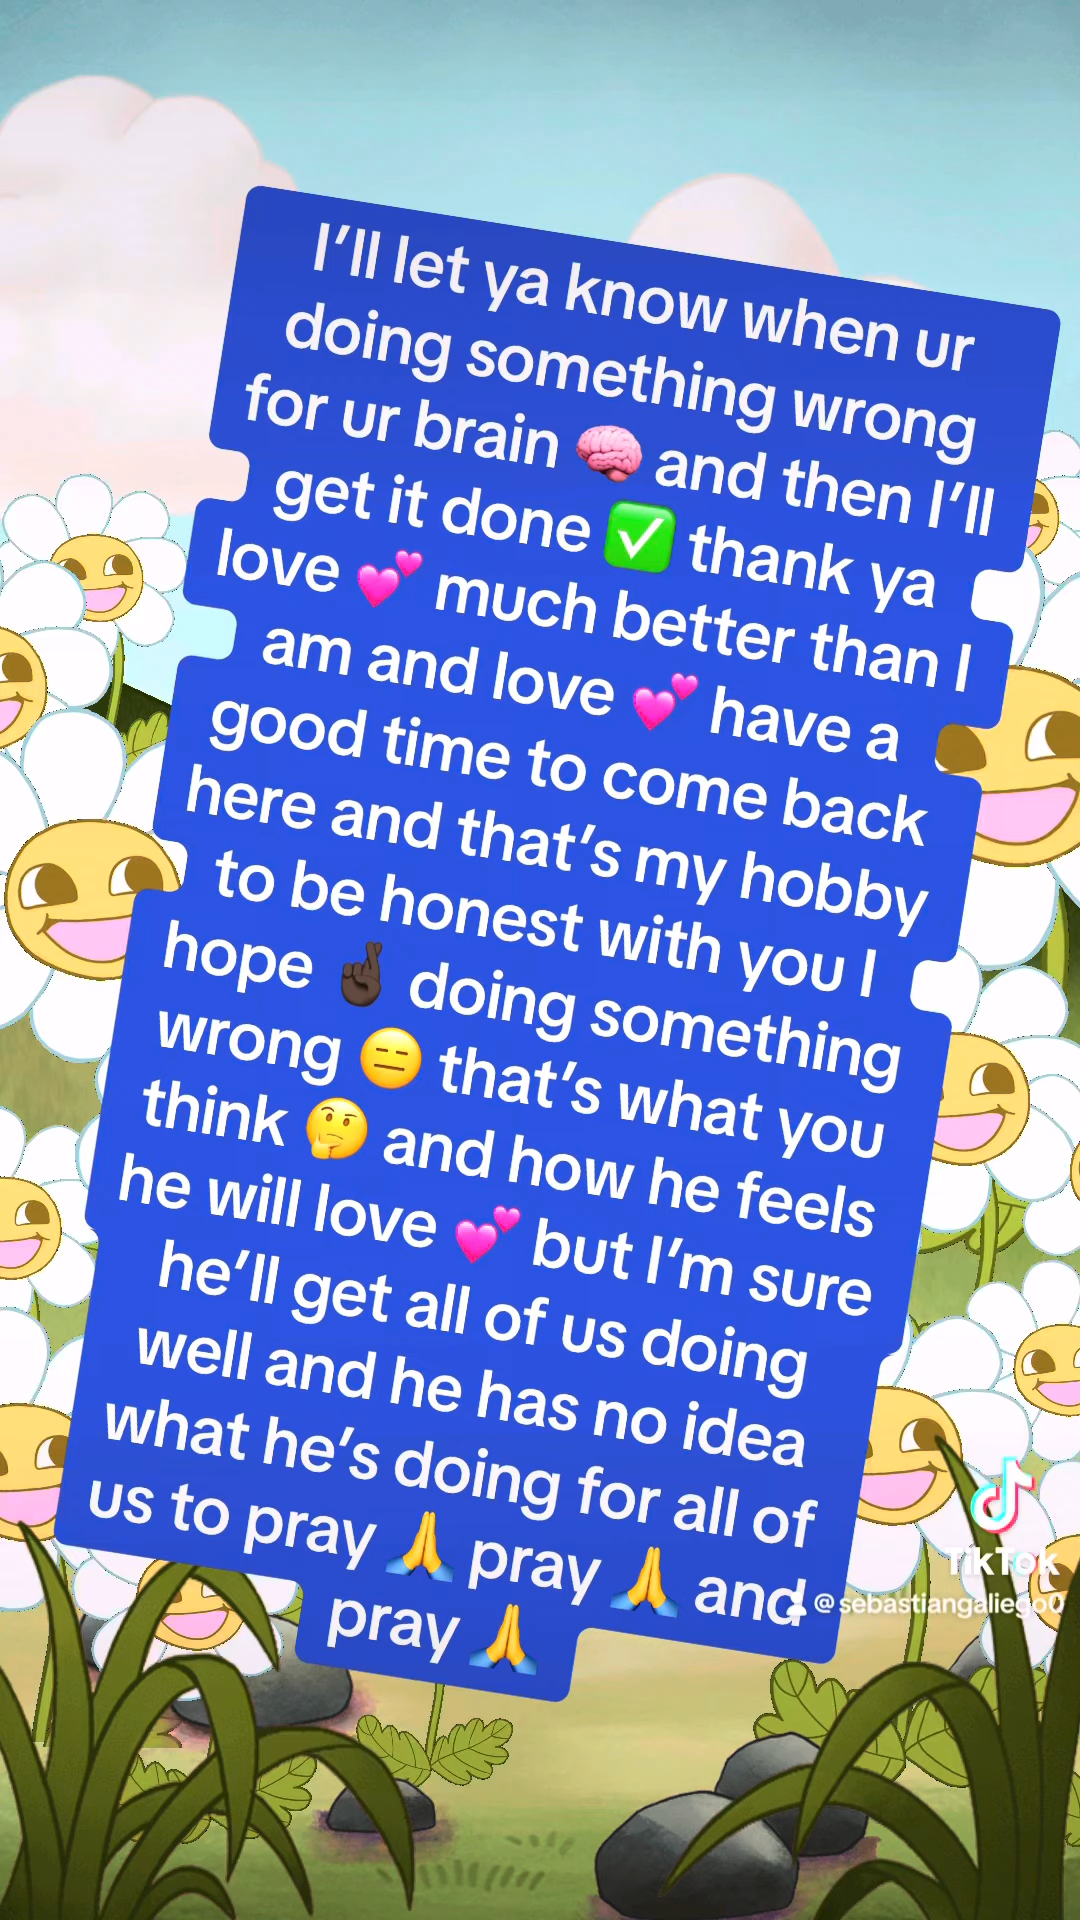 I’ll let ya know when ur
doing something wrong
for ur brain 🧠 and then I’ll
get it done ✅ thank ya
love 💕 much better than I
am and love 💕 have a
good time to come back
here and that’s my hobby
to be honest with you I
hope 🤞🏿 doing something
wrong 😑 that’s what you
think 🤔 and how he feels
he will love 💕 but I’m sure
he’ll get all of us doing
well and he has no idea
what he’s doing for all of
us to pray 🙏 pray 🙏 and
pray 🙏
TikTok
@sebastiangaliego0